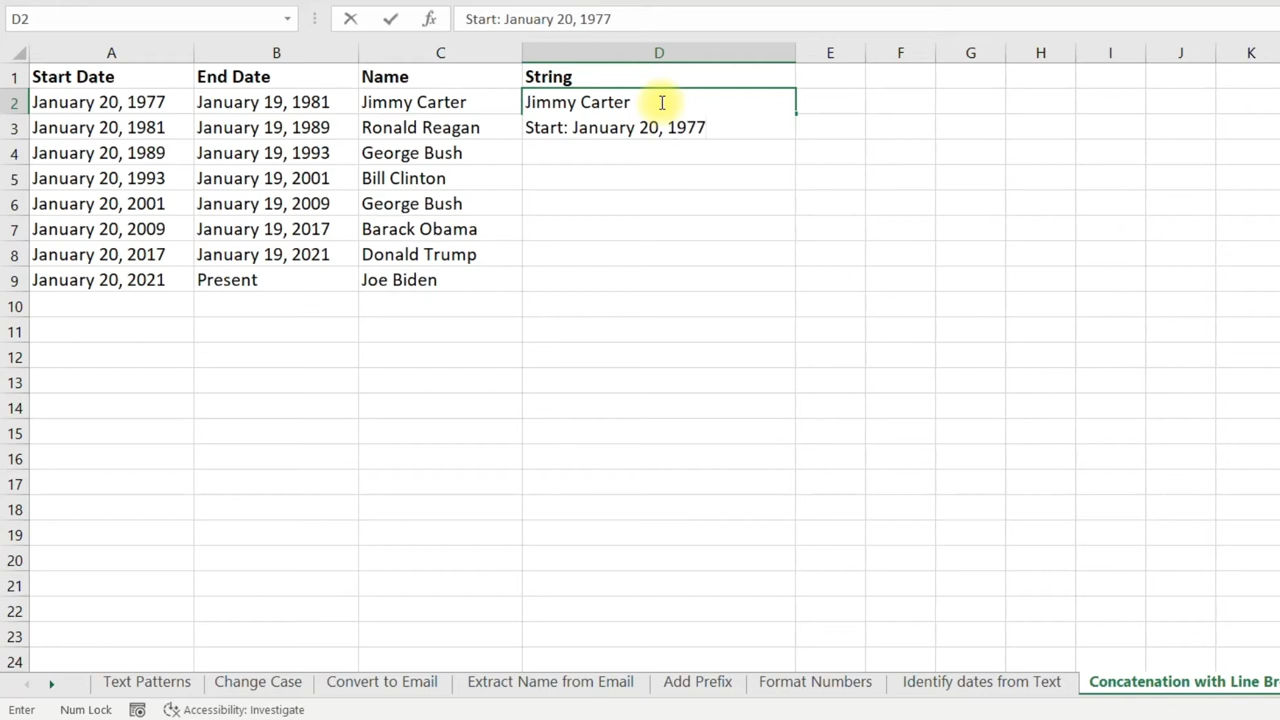 D2 Start: January 20, 1977
A B C D E F G H I J K
1 Start Date End Date Name String
2 January 20, 1977 January 19, 1981 Jimmy Carter Jimmy Carter
3 January 20, 1981 January 19, 1989 Ronald Reagan Start: January 20, 1977
4 January 20, 1989 January 19, 1993 George Bush
5 January 20, 1993 January 19, 2001 Bill Clinton
6 January 20, 2001 January 19, 2009 George Bush
7 January 20, 2009 January 19, 2017 Barack Obama
8 January 20, 2017 January 19, 2021 Donald Trump
9 January 20, 2021 Present Joe Biden
10
11
12
13
14
15
16
17
18
19
20
21
22
23
24
Text Patterns Change Case Convert to Email Extract Name from Email Add Prefix Format Numbers Identify dates from Text Concatenation with Line Br
Enter Num Lock Accessibility: Investigate